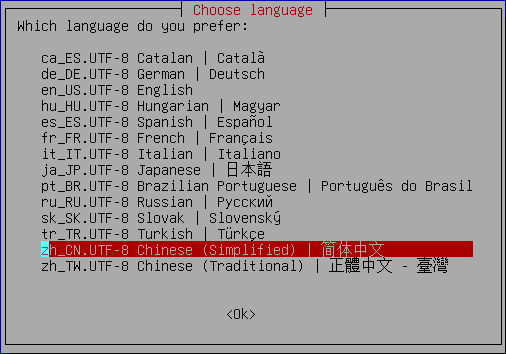 Choose language
Which language do you prefer:
ca_ES.UTF-8 Catalan | Català
de_DE.UTF-8 German | Deutsch
en_US.UTF-8 English
hu_HU.UTF-8 Hungarian | Magyar
es_ES.UTF-8 Spanish | Español
fr_FR.UTF-8 French | Français
it_IT.UTF-8 Italian | Italiano
ja_JP.UTF-8 Japanese | 日本語
pt_BR.UTF-8 Brazilian Portuguese | Português do Brasil
ru_RU.UTF-8 Russian | Русский
sk_SK.UTF-8 Slovak | Slovenský
tr_TR.UTF-8 Turkish | Türkçe
zh_CN.UTF-8 Chinese (Simplified) | 简体中文
zh_TW.UTF-8 Chinese (Traditional) | 正體中文 - 臺灣
<Ok>